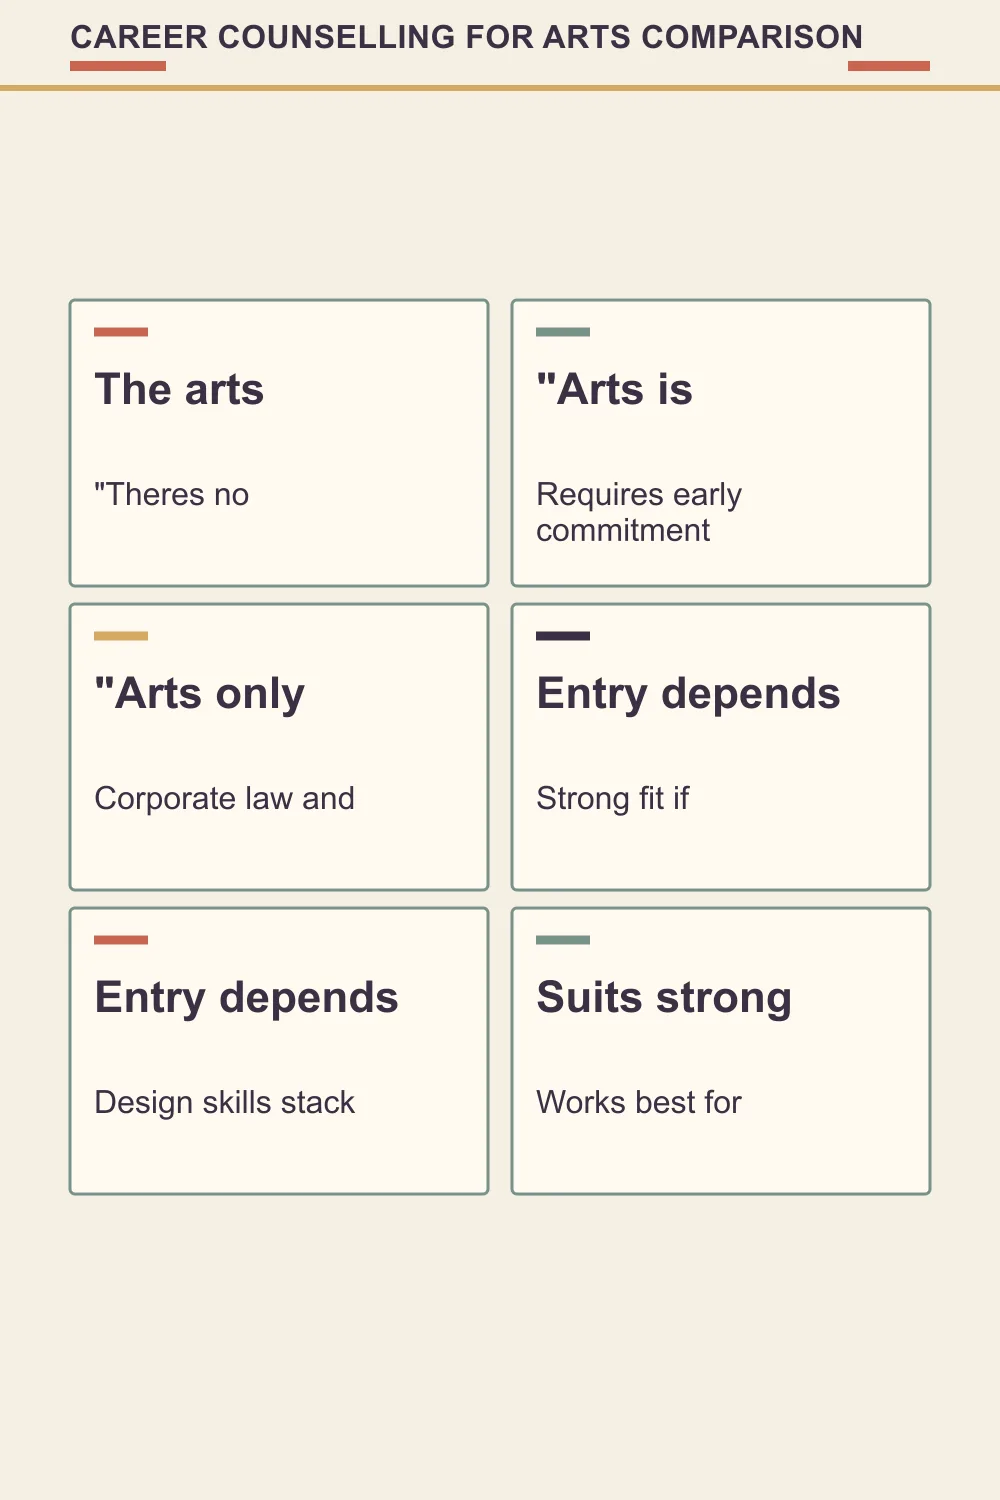 CAREER COUNSELLING FOR ARTS COMPARISON
The arts
"Theres no
"Arts is
Requires early
commitment
"Arts only
Corporate law and
Entry depends
Strong fit if
Entry depends
Design skills stack
Suits strong
Works best for